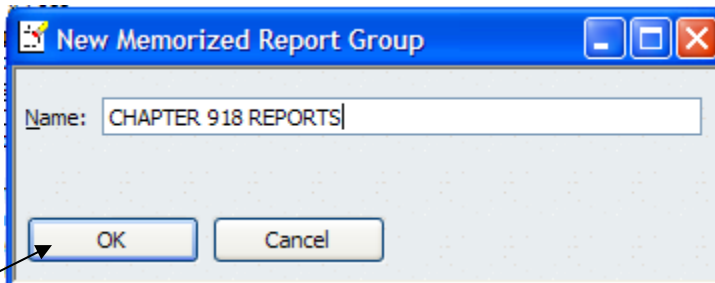 New Memorized Report Group
Name: CHAPTER 918 REPORTS
OK Cancel